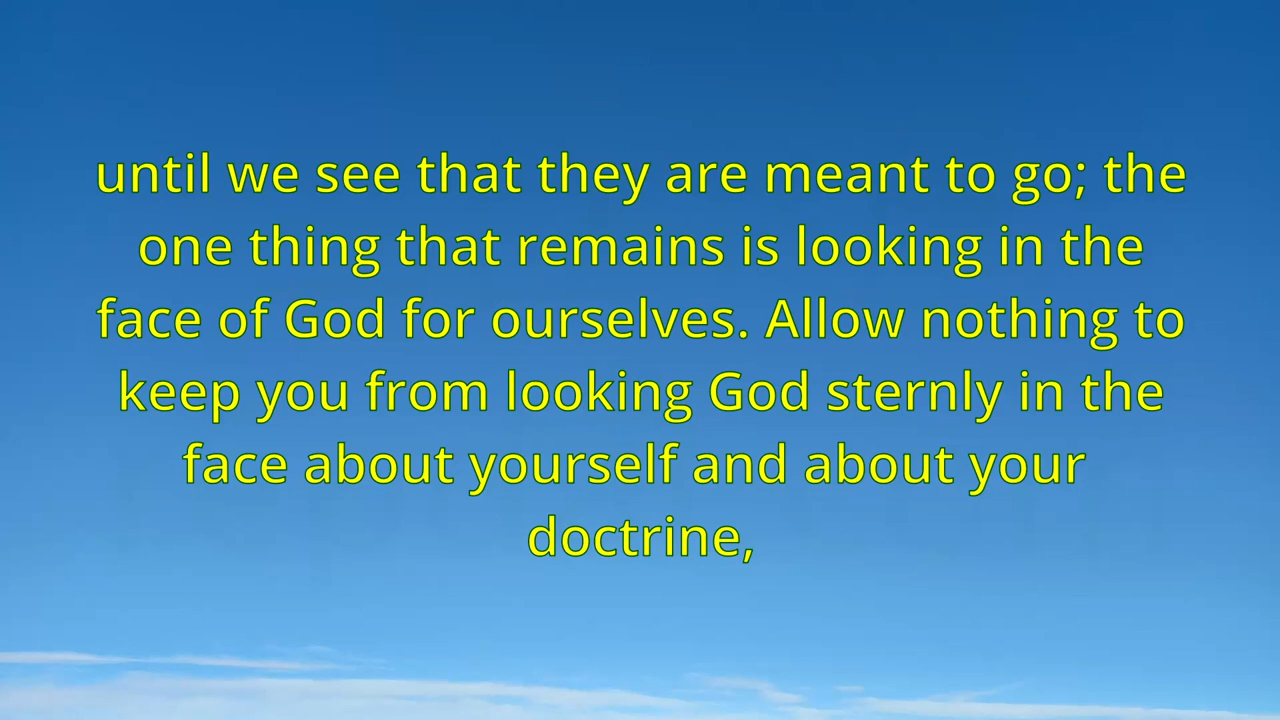 until we see that they are meant to go; the
one thing that remains is looking in the
face of God for ourselves. Allow nothing to
keep you from looking God sternly in the
face about yourself and about your
doctrine,